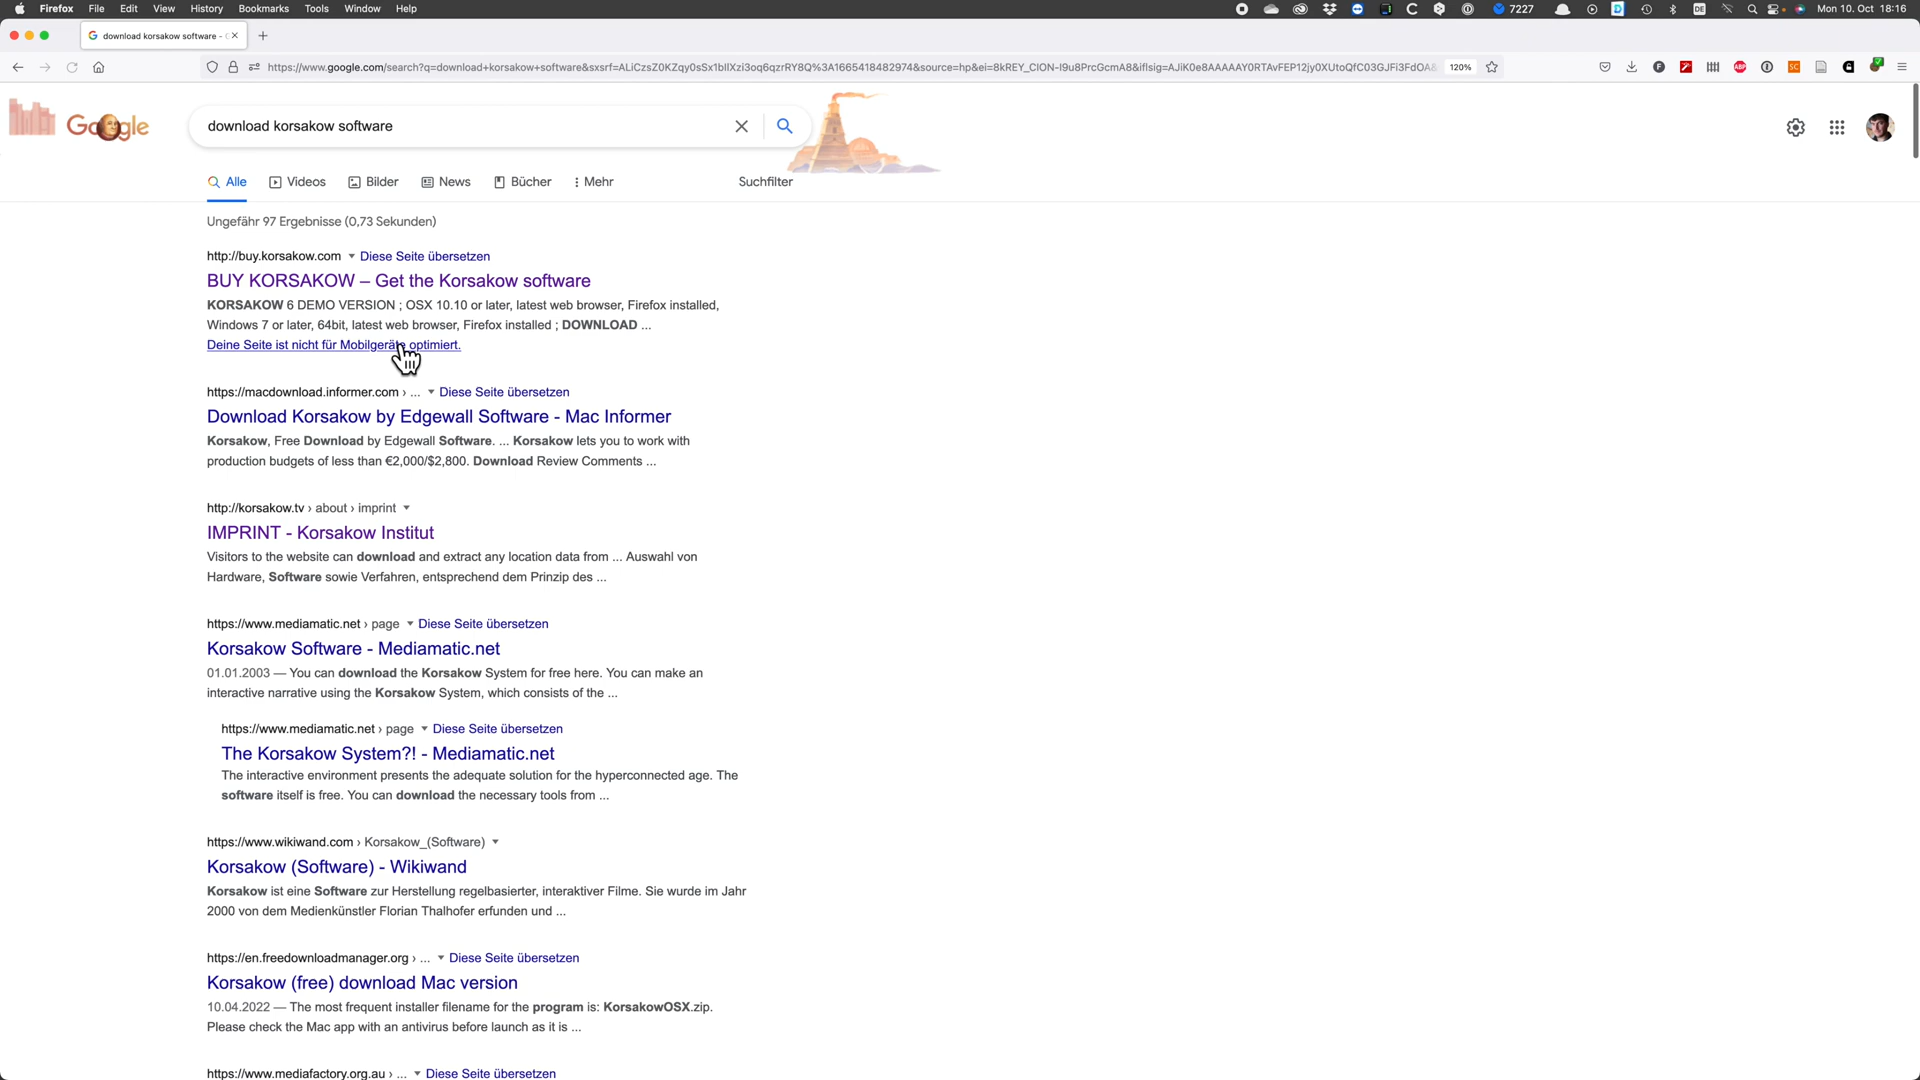 Firefox File Edit View History Bookmarks Tools Window Help 7227 DE Mon 10. Oct 18:16
download korsakow software -
https://www.google.com/search?q=download+korsakow+software&sxsrf=ALiCzsZ0KZqy0sSx1bIlXzi3oq6qzrRY8Q%3A1665418482974&source=hp&ei=8kREY_CION-I9u8PrcGcmA8&iflsig=AJiK0e8AAAAAY0RTAvFEP12jy0XUtoQfC03GJFi3FdOA& 120%
Google download korsakow software
Alle Videos Bilder News Bücher Mehr Suchfilter
Ungefähr 97 Ergebnisse (0,73 Sekunden)
http://buy.korsakow.com Diese Seite übersetzen
BUY KORSAKOW – Get the Korsakow software
KORSAKOW 6 DEMO VERSION ; OSX 10.10 or later, latest web browser, Firefox installed,
Windows 7 or later, 64bit, latest web browser, Firefox installed ; DOWNLOAD ...
Deine Seite ist nicht für Mobilgeräte optimiert.
https://macdownload.informer.com › ... Diese Seite übersetzen
Download Korsakow by Edgewall Software - Mac Informer
Korsakow, Free Download by Edgewall Software. ... Korsakow lets you to work with
production budgets of less than €2,000/$2,800. Download Review Comments ...
http://korsakow.tv › about › imprint
IMPRINT - Korsakow Institut
Visitors to the website can download and extract any location data from ... Auswahl von
Hardware, Software sowie Verfahren, entsprechend dem Prinzip des ...
https://www.mediamatic.net › page Diese Seite übersetzen
Korsakow Software - Mediamatic.net
01.01.2003 — You can download the Korsakow System for free here. You can make an
interactive narrative using the Korsakow System, which consists of the ...
https://www.mediamatic.net › page Diese Seite übersetzen
The Korsakow System?! - Mediamatic.net
The interactive environment presents the adequate solution for the hyperconnected age. The
software itself is free. You can download the necessary tools from ...
https://www.wikiwand.com › Korsakow_(Software)
Korsakow (Software) - Wikiwand
Korsakow ist eine Software zur Herstellung regelbasierter, interaktiver Filme. Sie wurde im Jahr
2000 von dem Medienkünstler Florian Thalhofer erfunden und ...
https://en.freedownloadmanager.org › ... Diese Seite übersetzen
Korsakow (free) download Mac version
10.04.2022 — The most frequent installer filename for the program is: KorsakowOSX.zip.
Please check the Mac app with an antivirus before launch as it is ...
https://www.mediafactory.org.au › ... Diese Seite übersetzen